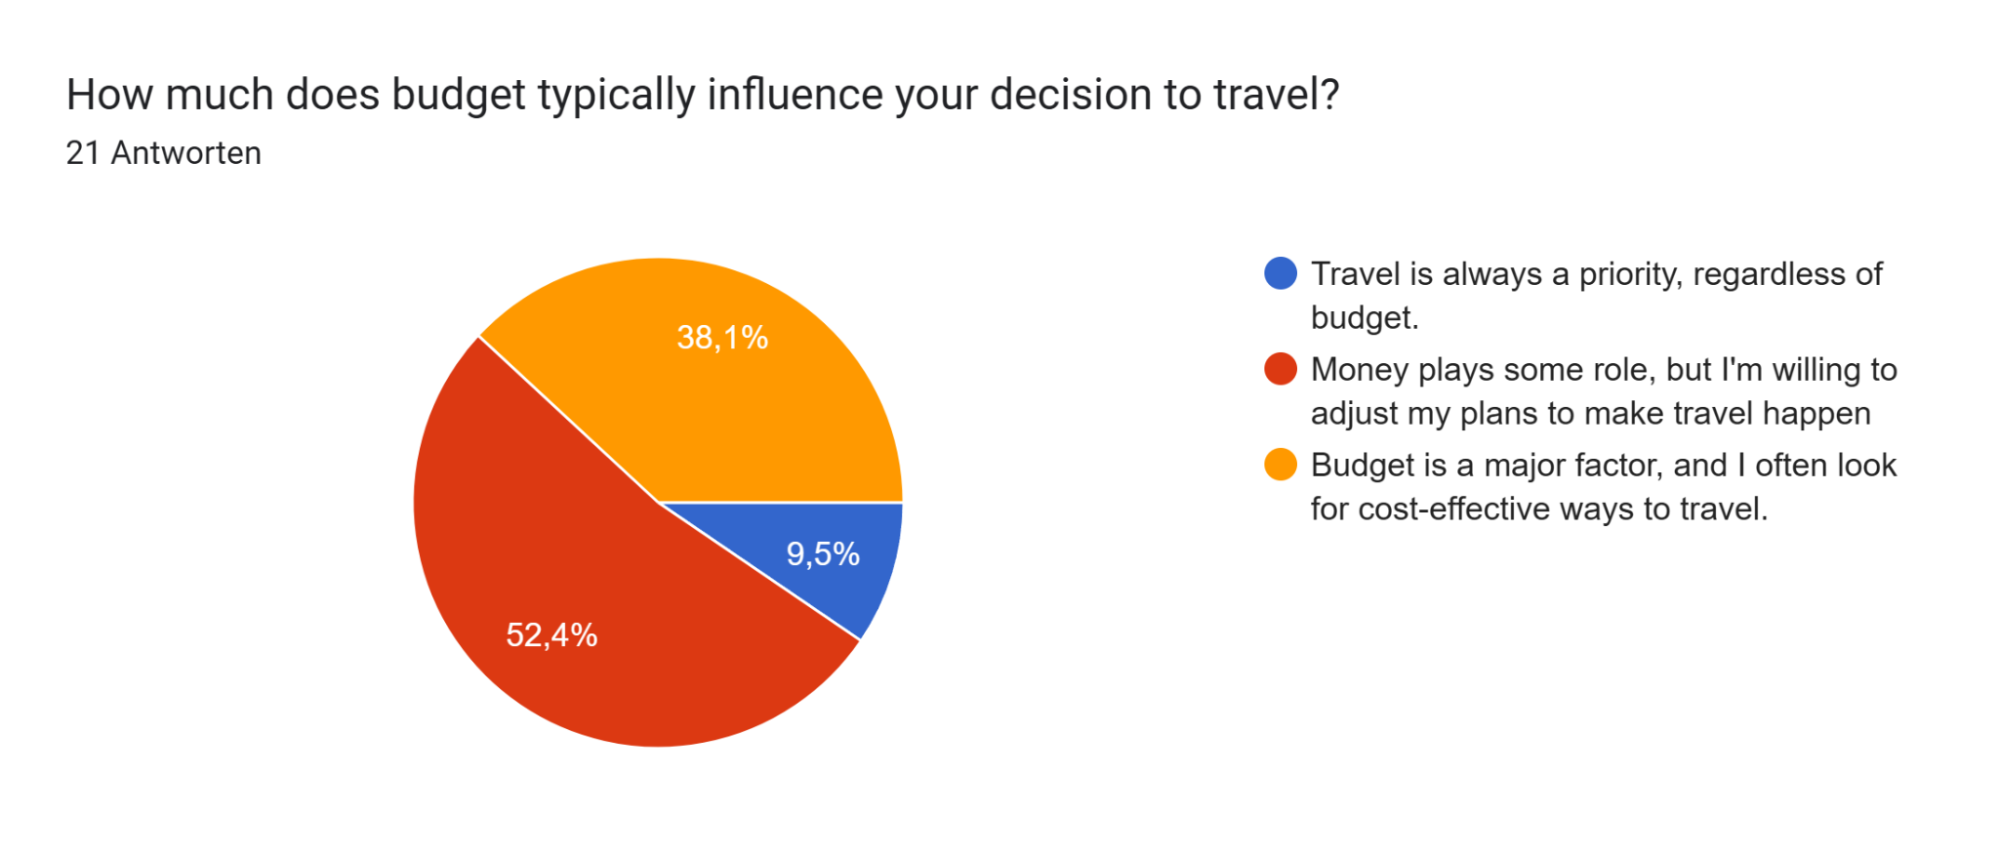 How much does budget typically influence your decision to travel?
21 Antworten
38,1%
9,5%
52,4%
Travel is always a priority, regardless of
budget.
Money plays some role, but I'm willing to
adjust my plans to make travel happen
Budget is a major factor, and I often look
for cost-effective ways to travel.